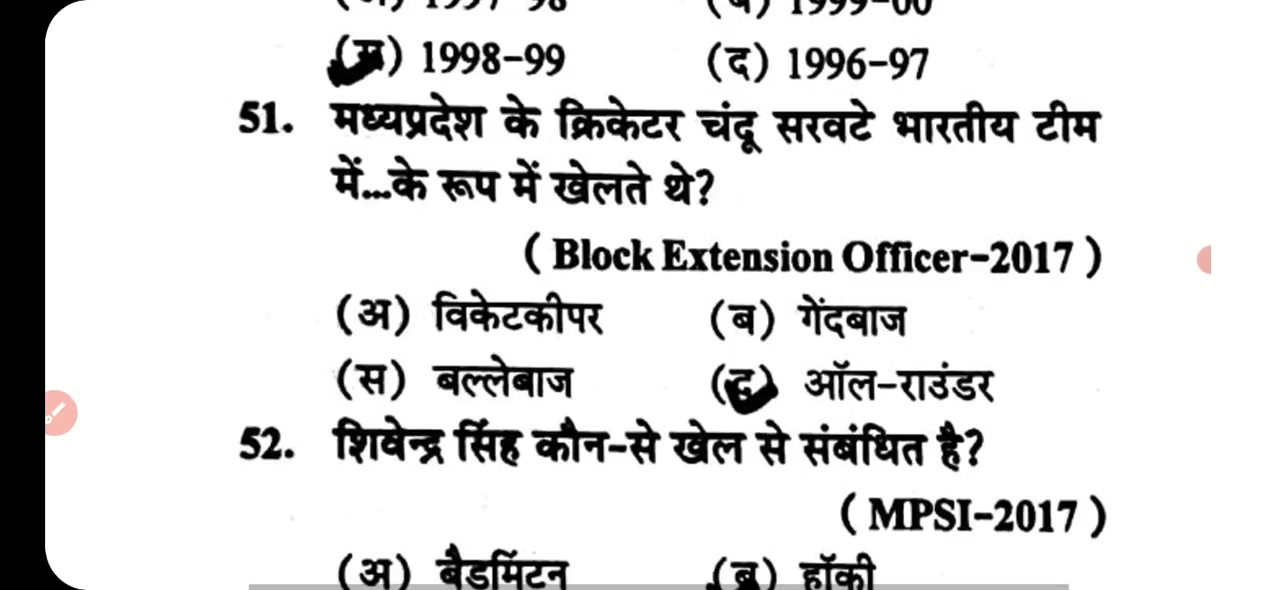 (स) 1998-99 (द) 1996-97
51. मध्यप्रदेश के क्रिकेटर चंदू सरवटे भारतीय टीम
में...के रूप में खेलते थे?
( Block Extension Officer-2017 )
(अ) विकेटकीपर (ब) गेंदबाज
(स) बल्लेबाज (द) ऑल-राउंडर
52. शिवेन्द्र सिंह कौन-से खेल से संबंधित है?
( MPSI-2017 )
(अ) बैडमिंटन (ब) हॉकी